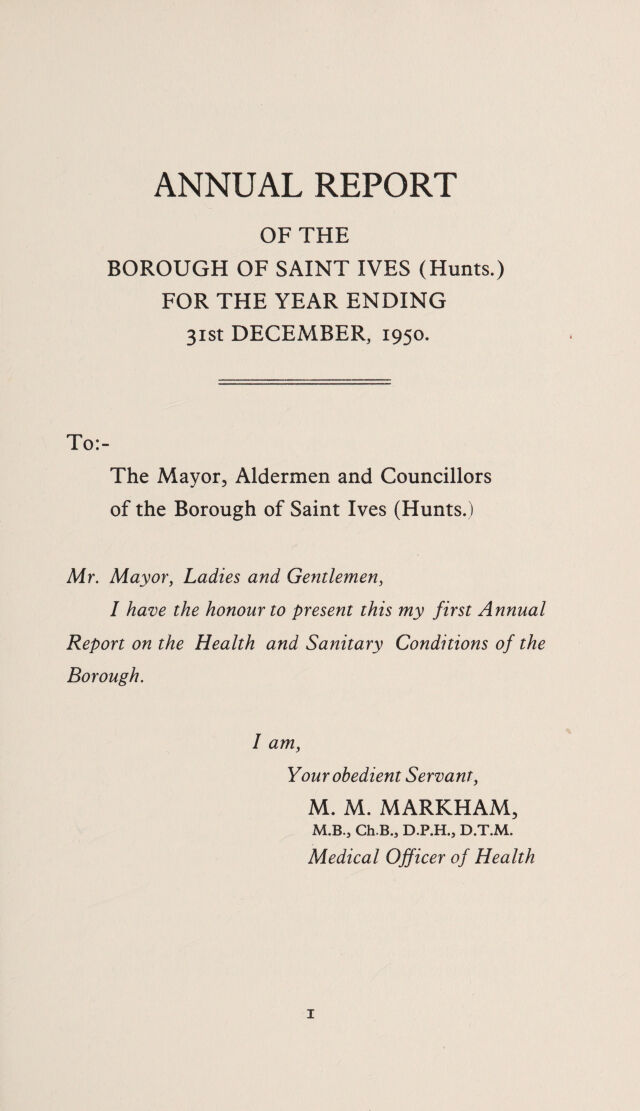 ANNUAL REPORT
OF THE
BOROUGH OF SAINT IVES (Hunts.)
FOR THE YEAR ENDING
31st DECEMBER, 1950.
To:-
The Mayor, Aldermen and Councillors
of the Borough of Saint Ives (Hunts.)
Mr. Mayor, Ladies and Gentlemen,
I have the honour to present this my first Annual
Report on the Health and Sanitary Conditions of the
Borough.
I am,
Your obedient Servant,
M. M. MARKHAM,
M.B., Ch.B., D.P.H., D.T.M.
Medical Officer of Health
1